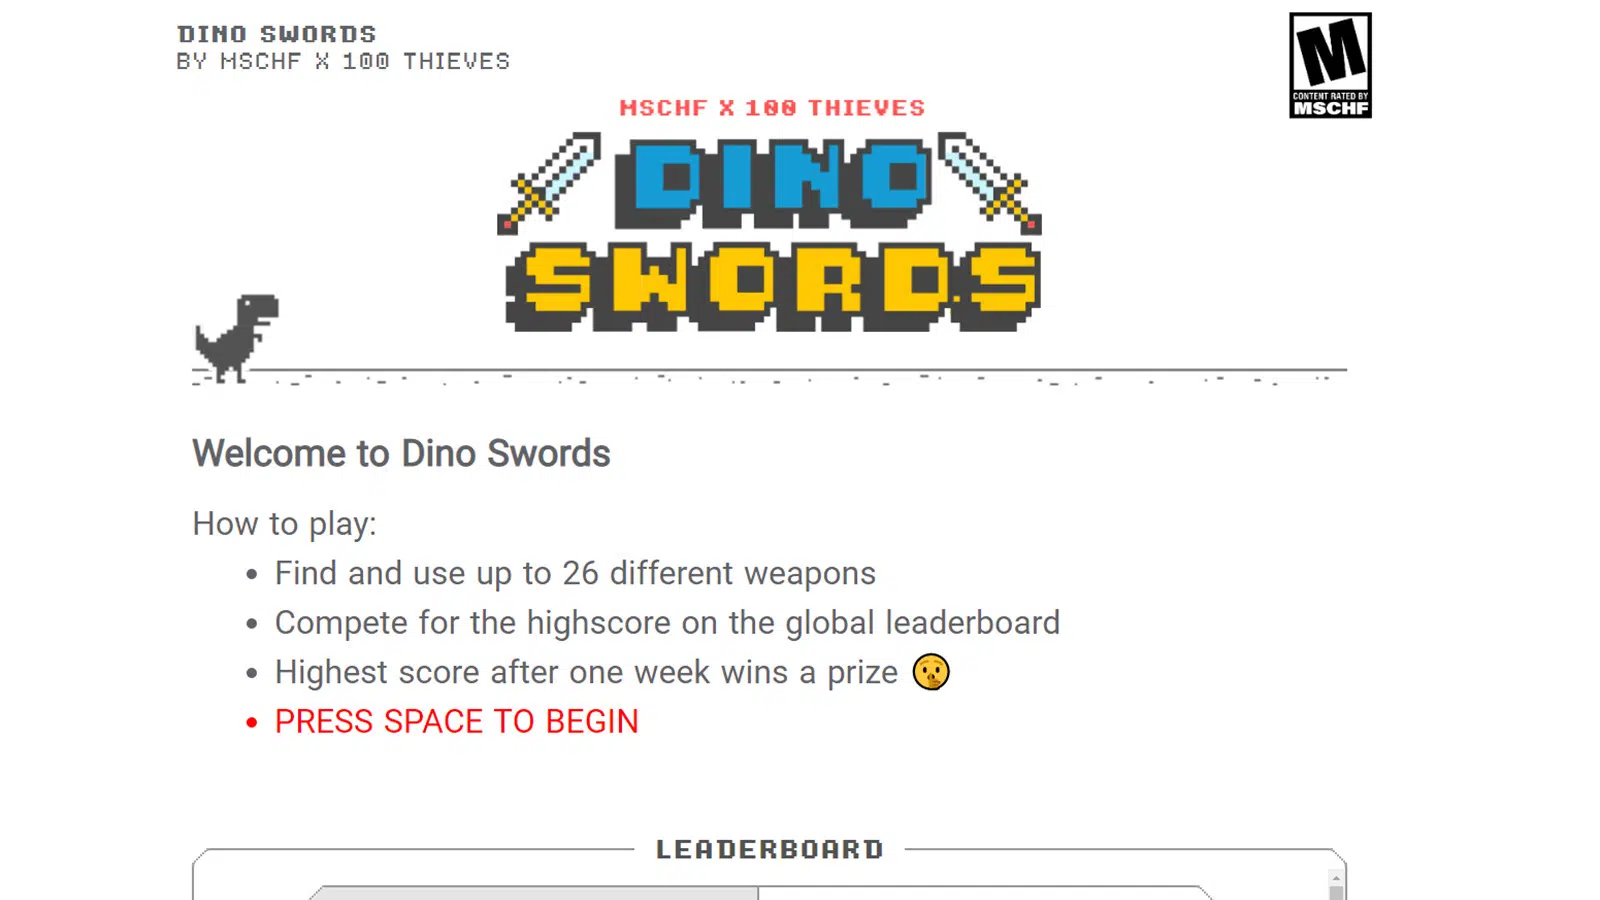 DINO SWORDS
BY MSCHF X 100 THIEVES
M
CONTENT RATED BY
MSCHF
MSCHF X 100 THIEVES
DINO
SWORDS
Welcome to Dino Swords
How to play:
• Find and use up to 26 different weapons
• Compete for the highscore on the global leaderboard
• Highest score after one week wins a prize 🤫
• PRESS SPACE TO BEGIN
LEADERBOARD